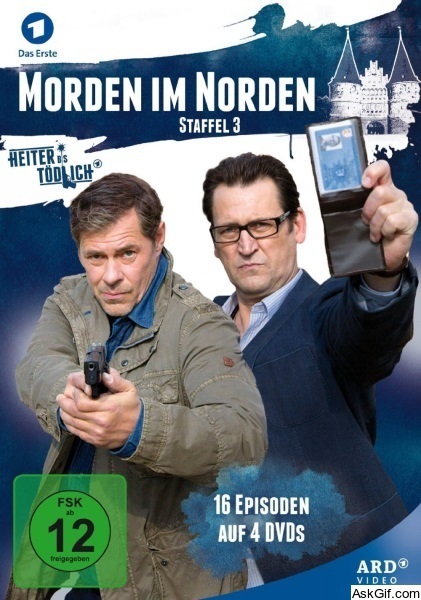 Das Erste
MORDEN IM NORDEN
STAFFEL 3
HEITER BIS
TÖDLICH
16 EPISODEN
AUF 4 DVDS
FSK
ab
12
freigegeben
ARD
VIDEO
AskGif.com